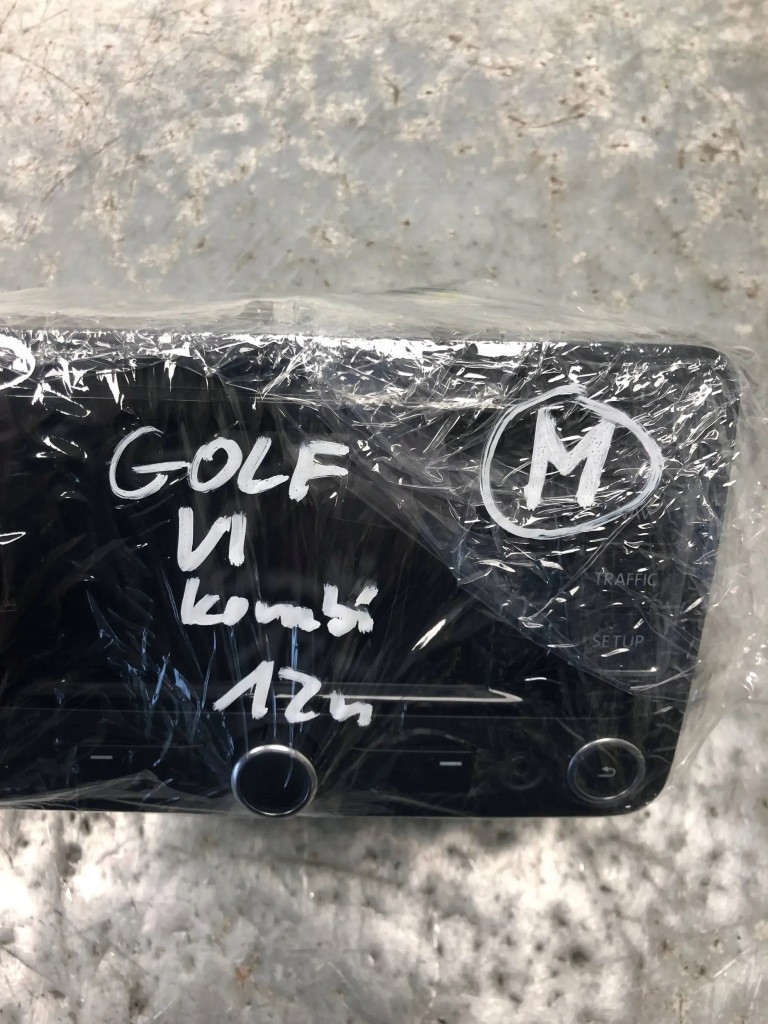 GOLF
M
VI
TRAFFIC
kombi
SETUP
12r